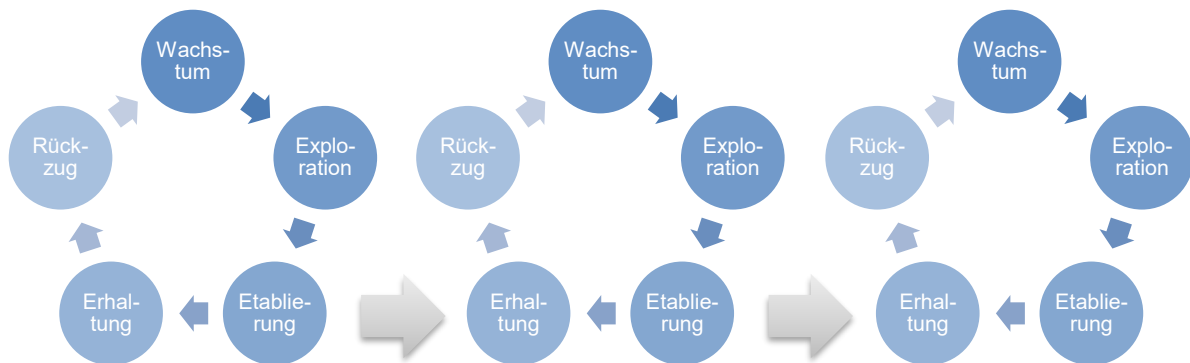 Wachs-
tum
Explo-
ration
Etablie-
rung
Erhal-
tung
Rück-
zug
Wachs-
tum
Explo-
ration
Etablie-
rung
Erhal-
tung
Rück-
zug
Wachs-
tum
Explo-
ration
Etablie-
rung
Erhal-
tung
Rück-
zug